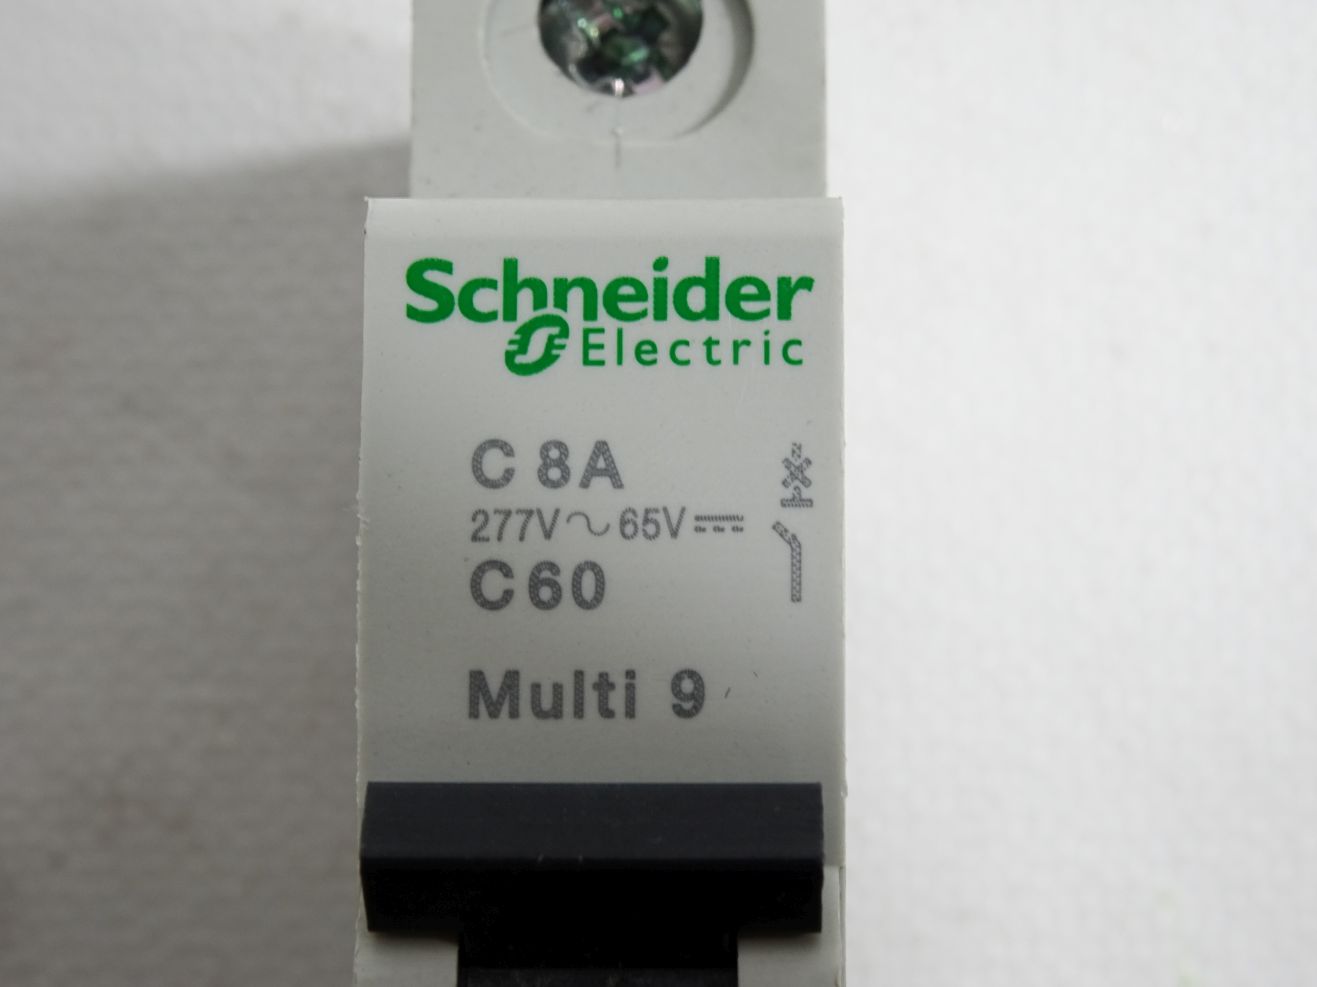 Schneider
Electric
C 8A
277V~65V⎓
C60
Multi 9